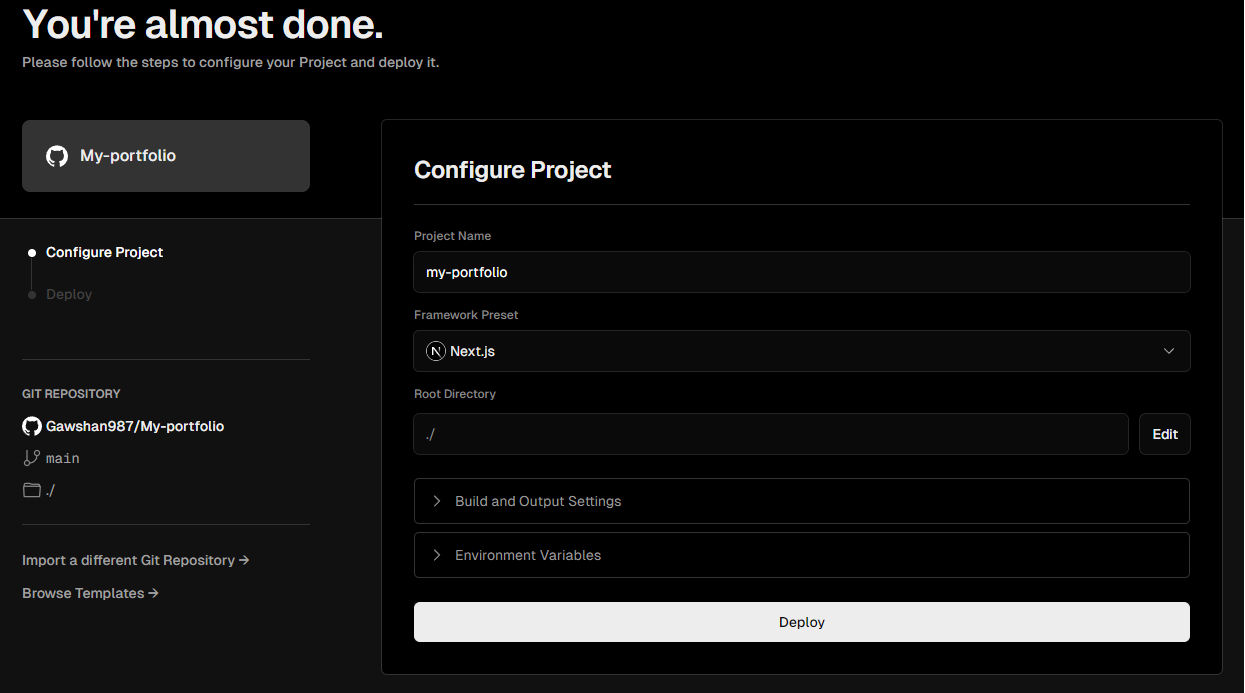 You're almost done.
Please follow the steps to configure your Project and deploy it.
My-portfolio
Configure Project
Deploy
GIT REPOSITORY
Gawshan987/My-portfolio
main
./
Import a different Git Repository →
Browse Templates →
Configure Project
Project Name
my-portfolio
Framework Preset
N Next.js
Root Directory
./
Edit
Build and Output Settings
Environment Variables
Deploy